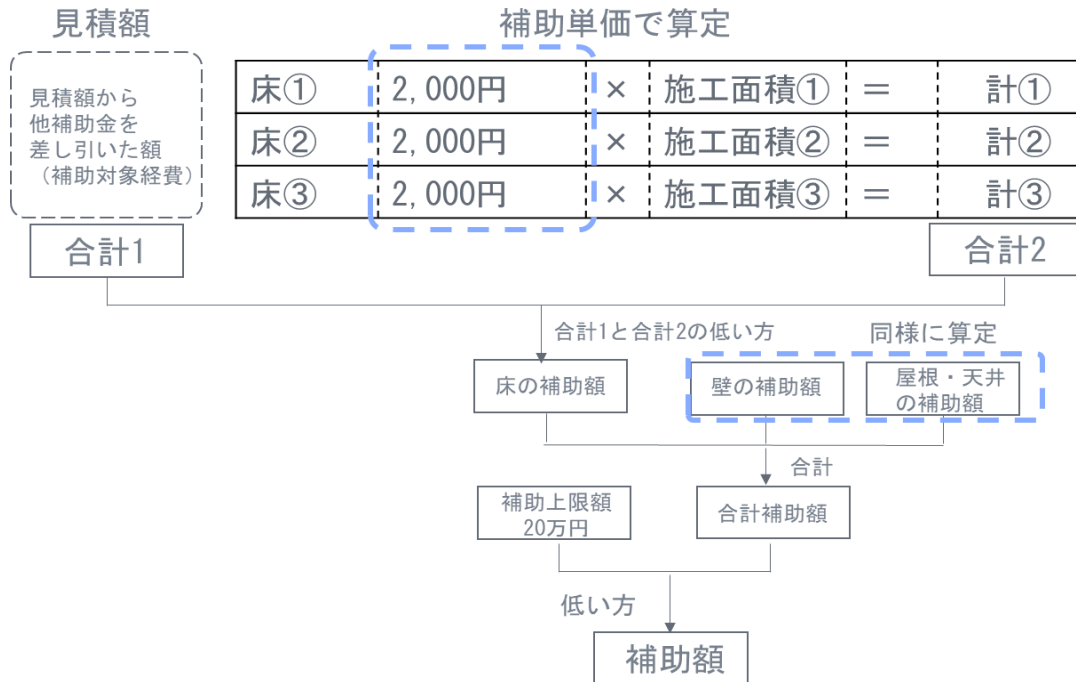 見積額
補助単価で算定
見積額から
他補助金を
差し引いた額
（補助対象経費）
床① 2,000円 × 施工面積① ＝ 計①
床② 2,000円 × 施工面積② ＝ 計②
床③ 2,000円 × 施工面積③ ＝ 計③
合計1
合計2
合計1と合計2の低い方
同様に算定
床の補助額
壁の補助額
屋根・天井
の補助額
合計
補助上限額
20万円
合計補助額
低い方
補助額